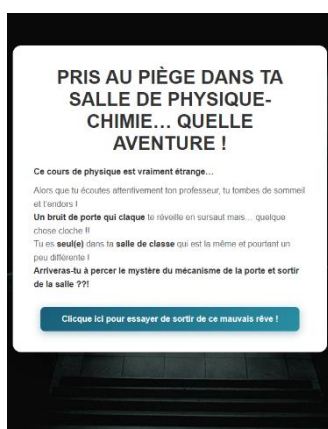 PRIS AU PIÈGE DANS TA
SALLE DE PHYSIQUE-
CHIMIE... QUELLE
AVENTURE !
Ce cours de physique est vraiment étrange...
Alors que tu écoutes attentivement ton professeur, tu tombes de sommeil
et t'endors !
Un bruit de porte qui claque te réveille en sursaut mais... quelque
chose cloche !!
Tu es seul(e) dans ta salle de classe qui est la même et pourtant un
peu différente !
Arriveras-tu à percer le mystère du mécanisme de la porte et sortir
de la salle ??!
Clicque ici pour essayer de sortir de ce mauvais rêve !